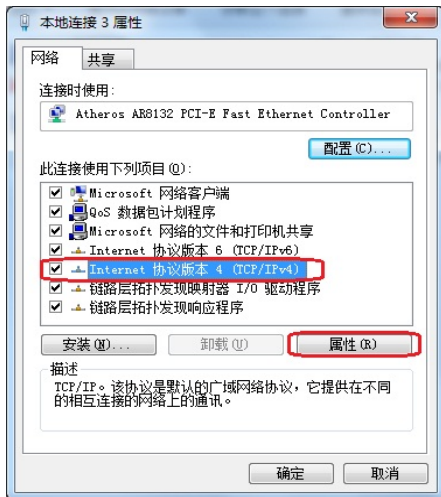 本地连接 3 属性
网络
共享
连接时使用:
Atheros AR8132 PCI-E Fast Ethernet Controller
配置(C)...
此连接使用下列项目(O):
Microsoft 网络客户端
QoS 数据包计划程序
Microsoft 网络的文件和打印机共享
Internet 协议版本 6 (TCP/IPv6)
Internet 协议版本 4 (TCP/IPv4)
链路层拓扑发现映射器 I/O 驱动程序
链路层拓扑发现响应程序
安装(N)...
卸载(U)
属性(R)
描述
TCP/IP。该协议是默认的广域网络协议，它提供在不同
的相互连接的网络上的通讯。
确定
取消